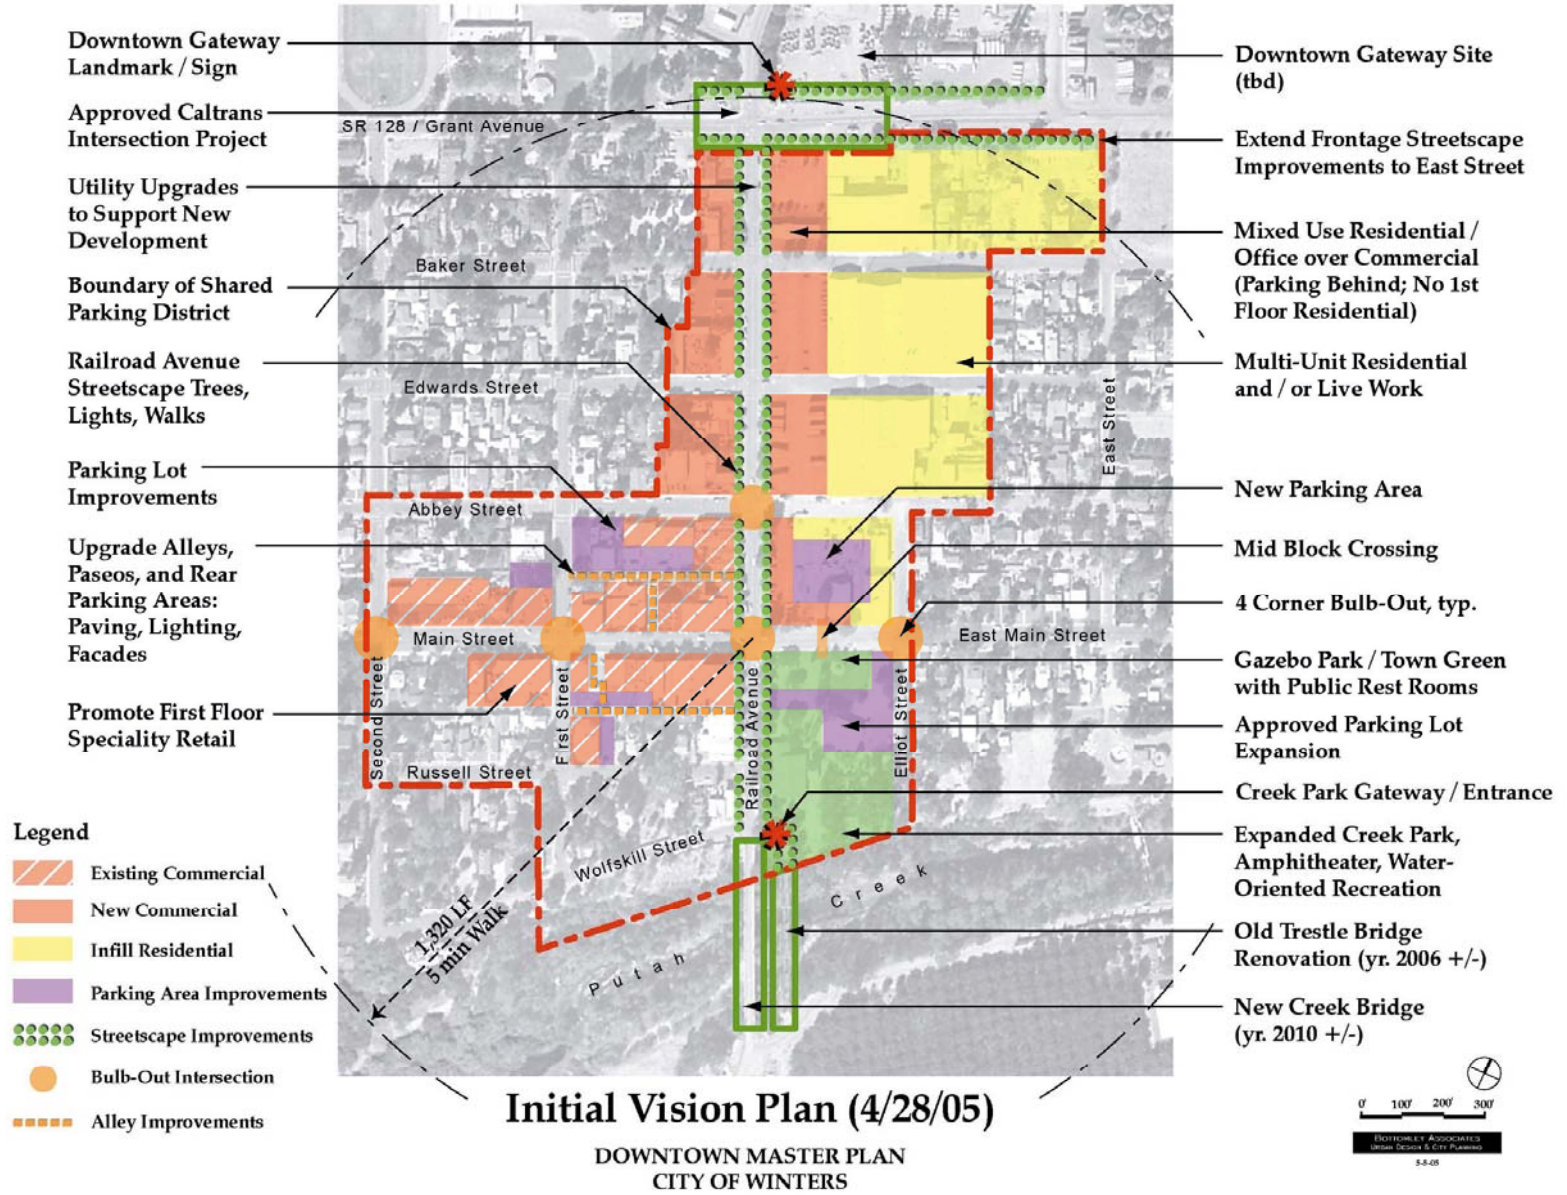 Downtown Gateway
Landmark / Sign
Approved Caltrans
Intersection Project
Utility Upgrades
to Support New
Development
Boundary of Shared
Parking District
Railroad Avenue
Streetscape Trees,
Lights, Walks
Parking Lot
Improvements
Upgrade Alleys,
Paseos, and Rear
Parking Areas:
Paving, Lighting,
Facades
Promote First Floor
Speciality Retail
SR 128 / Grant Avenue
Baker Street
Edwards Street
Abbey Street
Main Street
East Main Street
Russell Street
Wolfskill Street
Second Street
First Street
Railroad Avenue
Elliot Street
East Street
Putah Creek
1,320 LF
5 min Walk
Downtown Gateway Site
(tbd)
Extend Frontage Streetscape
Improvements to East Street
Mixed Use Residential /
Office over Commercial
(Parking Behind; No 1st
Floor Residential)
Multi-Unit Residential
and / or Live Work
New Parking Area
Mid Block Crossing
4 Corner Bulb-Out, typ.
Gazebo Park / Town Green
with Public Rest Rooms
Approved Parking Lot
Expansion
Creek Park Gateway / Entrance
Expanded Creek Park,
Amphitheater, Water-
Oriented Recreation
Old Trestle Bridge
Renovation (yr. 2006 +/-)
New Creek Bridge
(yr. 2010 +/-)
Legend
Existing Commercial
New Commercial
Infill Residential
Parking Area Improvements
Streetscape Improvements
Bulb-Out Intersection
Alley Improvements
Initial Vision Plan (4/28/05)
DOWNTOWN MASTER PLAN
CITY OF WINTERS
0' 100' 200' 300'
BOTTOMLEY ASSOCIATES
URBAN DESIGN & CITY PLANNING
5-8-05